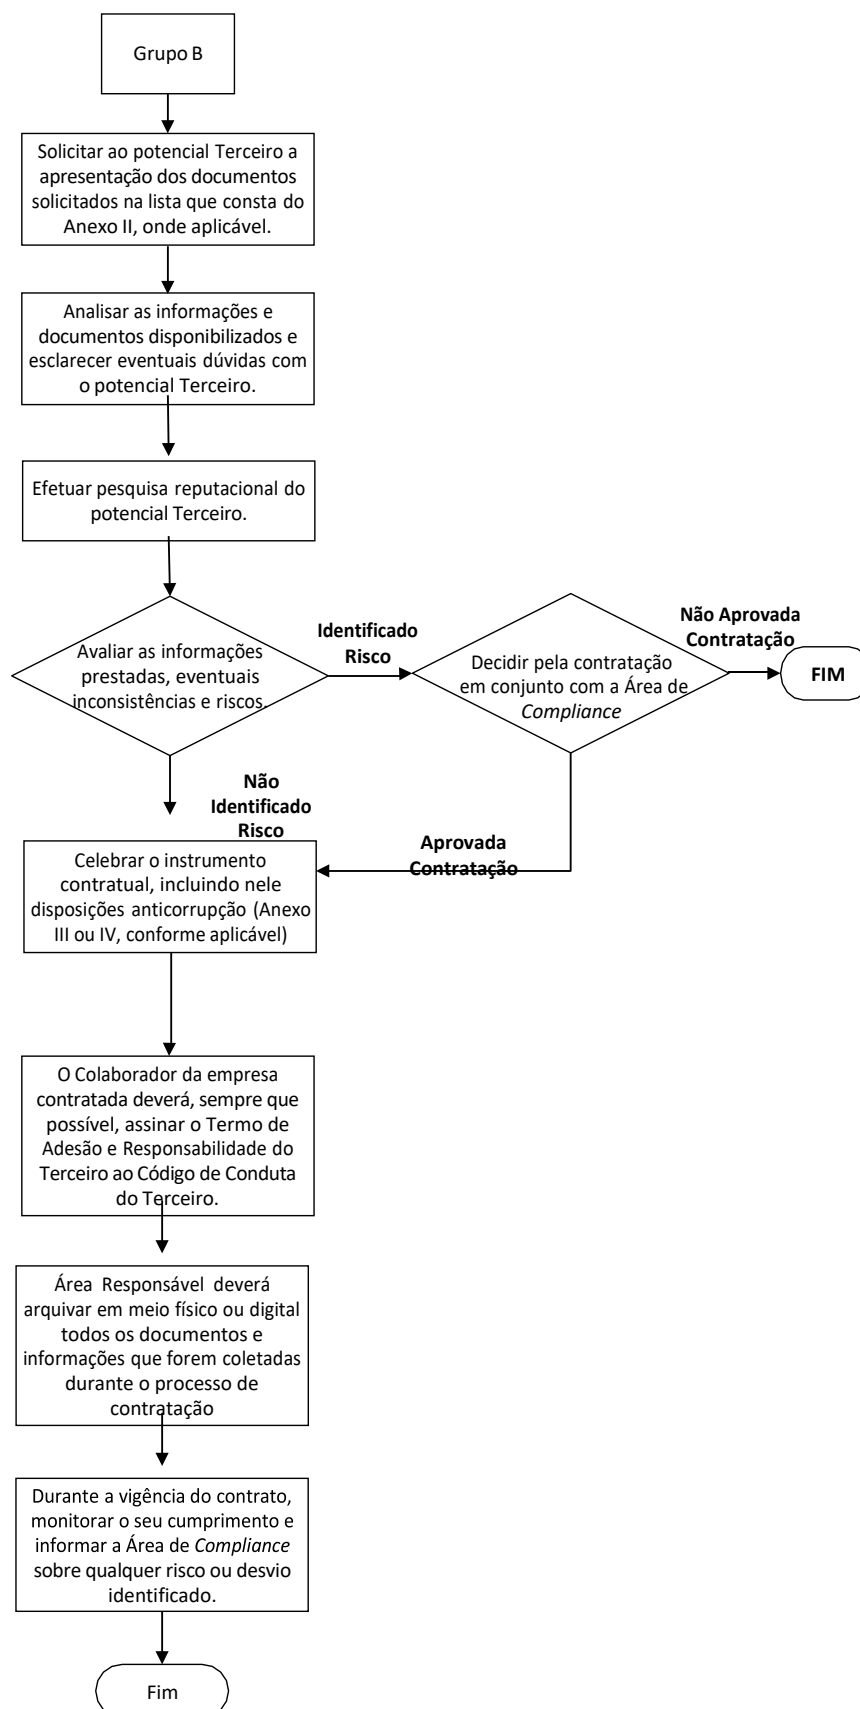 Grupo B
Solicitar ao potencial Terceiro a
apresentação dos documentos
solicitados na lista que consta do
Anexo II, onde aplicável.
Analisar as informações e
documentos disponibilizados e
esclarecer eventuais dúvidas com
o potencial Terceiro.
Efetuar pesquisa reputacional do
potencial Terceiro.
Avaliar as informações
prestadas, eventuais
inconsistências e riscos.
Identificado
Risco
Decidir pela contratação
em conjunto com a Área de
Compliance
Não Aprovada
Contratação
FIM
Não
Identificado
Risco
Aprovada
Contratação
Celebrar o instrumento
contratual, incluindo nele
disposições anticorrupção (Anexo
III ou IV, conforme aplicável)
O Colaborador da empresa
contratada deverá, sempre que
possível, assinar o Termo de
Adesão e Responsabilidade do
Terceiro ao Código de Conduta
do Terceiro.
Área Responsável deverá
arquivar em meio físico ou digital
todos os documentos e
informações que forem coletadas
durante o processo de
contratação
Durante a vigência do contrato,
monitorar o seu cumprimento e
informar a Área de Compliance
sobre qualquer risco ou desvio
identificado.
Fim